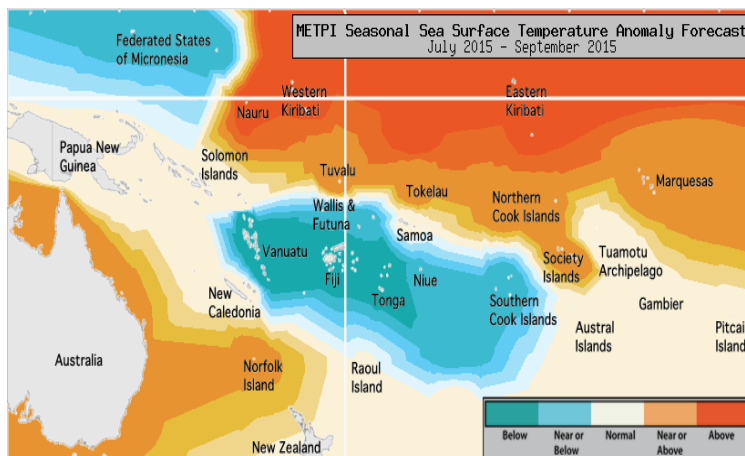 METPI Seasonal Sea Surface Temperature Anomaly Forecast
July 2015 - September 2015
Federated States
of Micronesia
Western
Kiribati
Eastern
Kiribati
Nauru
Papua New
Guinea
Solomon
Islands
Tuvalu
Tokelau
Marquesas
Northern
Cook Islands
Wallis &
Futuna
Samoa
Vanuatu
Fiji
Tonga
Niue
Society
Islands
Tuamotu
Archipelago
New
Caledonia
Southern
Cook Islands
Gambier
Austral
Islands
Pitcai
Island
Australia
Norfolk
Island
Raoul
Island
New Zealand
Below
Near or
Below
Normal
Near or
Above
Above